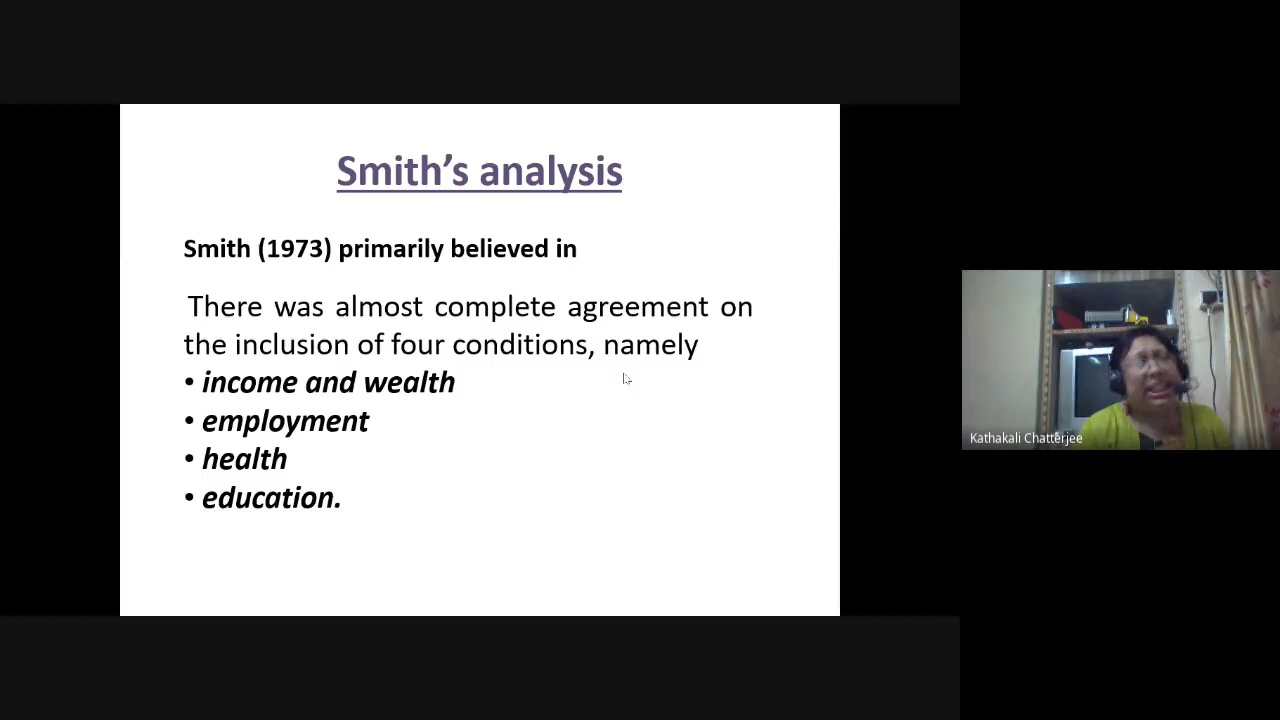 Smith's analysis
Smith (1973) primarily believed in
There was almost complete agreement on
the inclusion of four conditions, namely
• income and wealth
• employment
• health
• education.
Kathakali Chatterjee